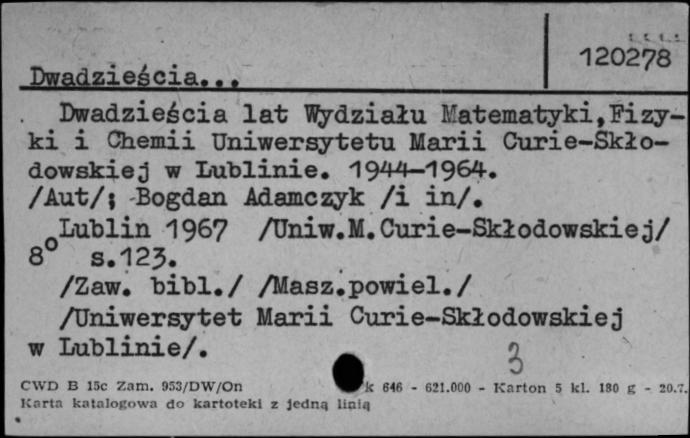 120278
Dwadzieścia...
Dwadzieścia lat Wydziału Matematyki,Fizy-
ki i Chemii Uniwersytetu Marii Curie-Skło-
dowskiej w Lublinie. 1944-1964.
/Aut/; Bogdan Adamczyk /i in/.
Lublin 1967 /Uniw.M.Curie-Skłodowskiej/
8° s.123.
/Zaw. bibl./ /Masz.powiel./
/Uniwersytet Marii Curie-Skłodowskiej
w Lublinie/.
3
CWD B 15c Zam. 953/DW/On k 646 - 621.000 - Karton 5 kl. 180 g - 20.7.
Karta katalogowa do kartoteki z jedną linią